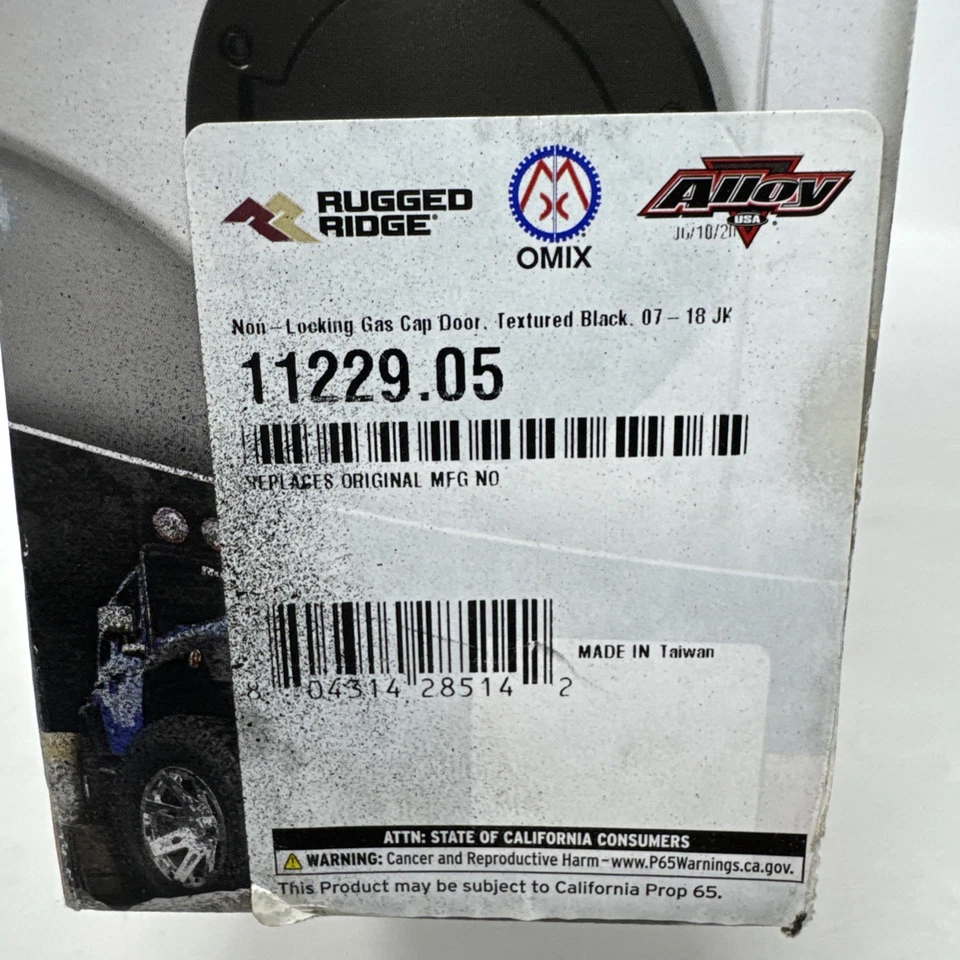 RUGGED
RIDGE®
OMIX
Alloy
USA
Non-Locking Gas Cap Door, Textured Black, 07-18 JK
11229.05
REPLACES ORIGINAL MFG NO
8 04314 28514 2
MADE IN Taiwan
ATTN: STATE OF CALIFORNIA CONSUMERS
WARNING: Cancer and Reproductive Harm-www.P65Warnings.ca.gov.
This Product may be subject to California Prop 65.